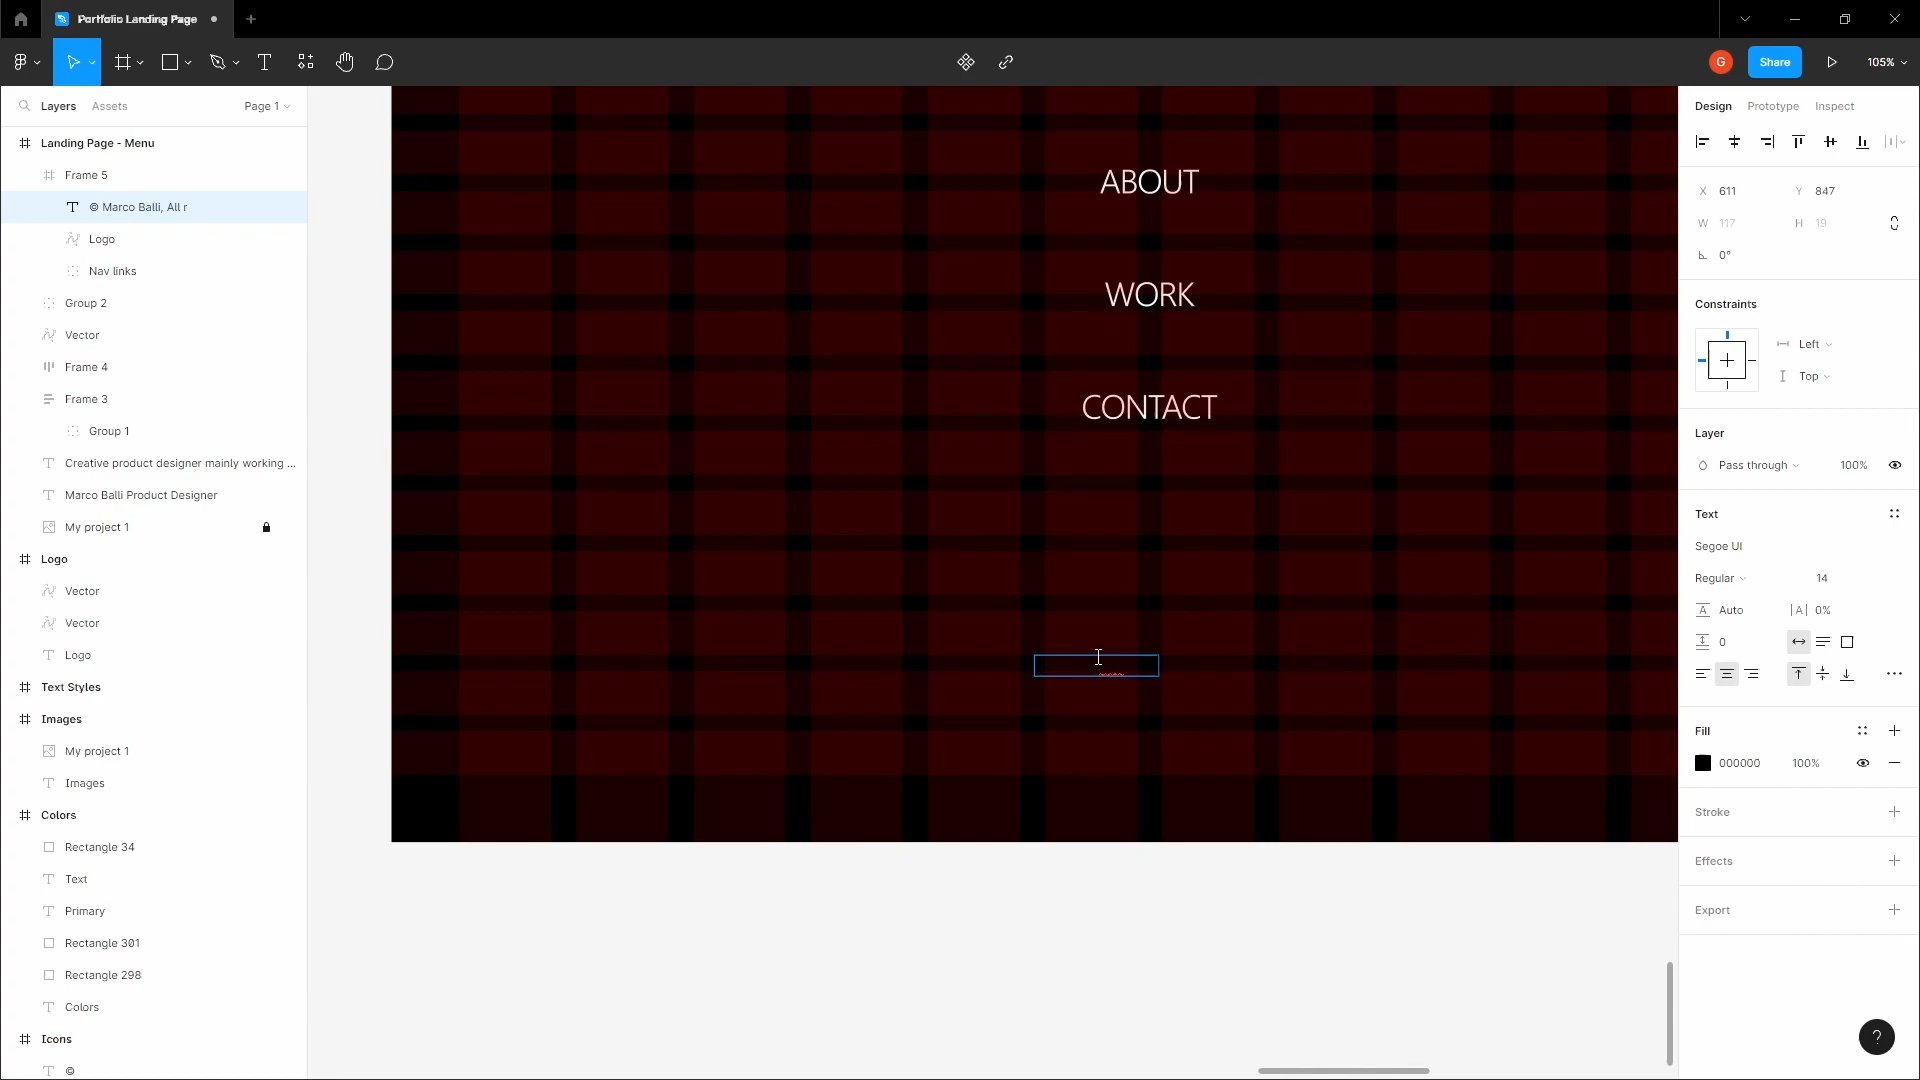 Portfolio Landing Page
G
Share
105%
Layers
Assets
Page 1
Landing Page - Menu
Frame 5
© Marco Balli, All r
Logo
Nav links
Group 2
Vector
Frame 4
Frame 3
Group 1
Creative product designer mainly working ...
Marco Balli Product Designer
My project 1
Logo
Vector
Vector
Logo
Text Styles
Images
My project 1
Images
Colors
Rectangle 34
Text
Primary
Rectangle 301
Rectangle 298
Colors
Icons
©
ABOUT
WORK
CONTACT
Design
Prototype
Inspect
X 611
Y 847
W 117
H 19
0°
Constraints
Left
Top
Layer
Pass through
100%
Text
Segoe UI
Regular
14
Auto
0%
0
Fill
000000
100%
Stroke
Effects
Export
?